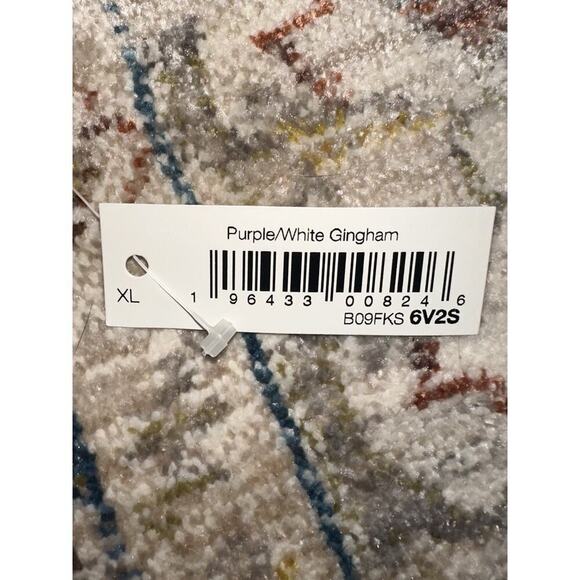 Purple/White Gingham
XL
1 96433 00824 6
B09FKS 6V2S